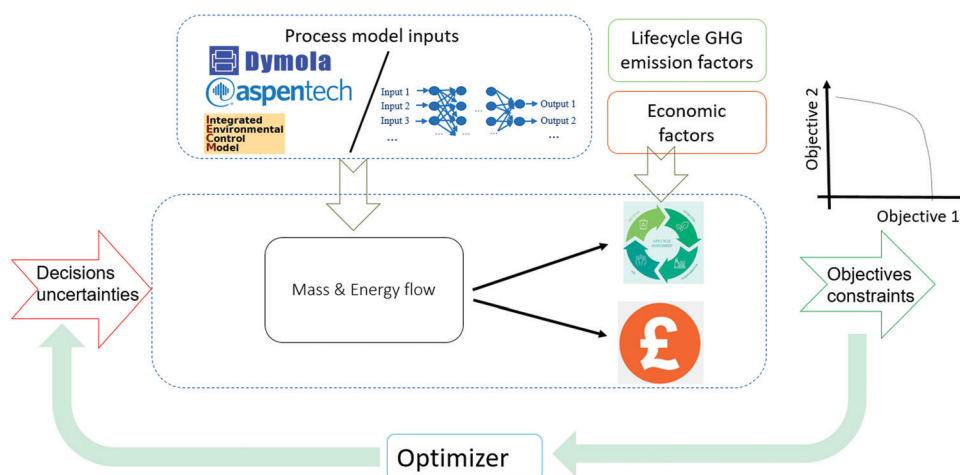 Process model inputs
Dymola
aspentech
Integrated
Environmental
Control
Model
Input 1
Input 2
Input 3
...
...
...
...
Output 1
Output 2
...
Lifecycle GHG
emission factors
Economic
factors
Objective 2
Objective 1
Decisions
uncertainties
Mass & Energy flow
£
Objectives
constraints
Optimizer